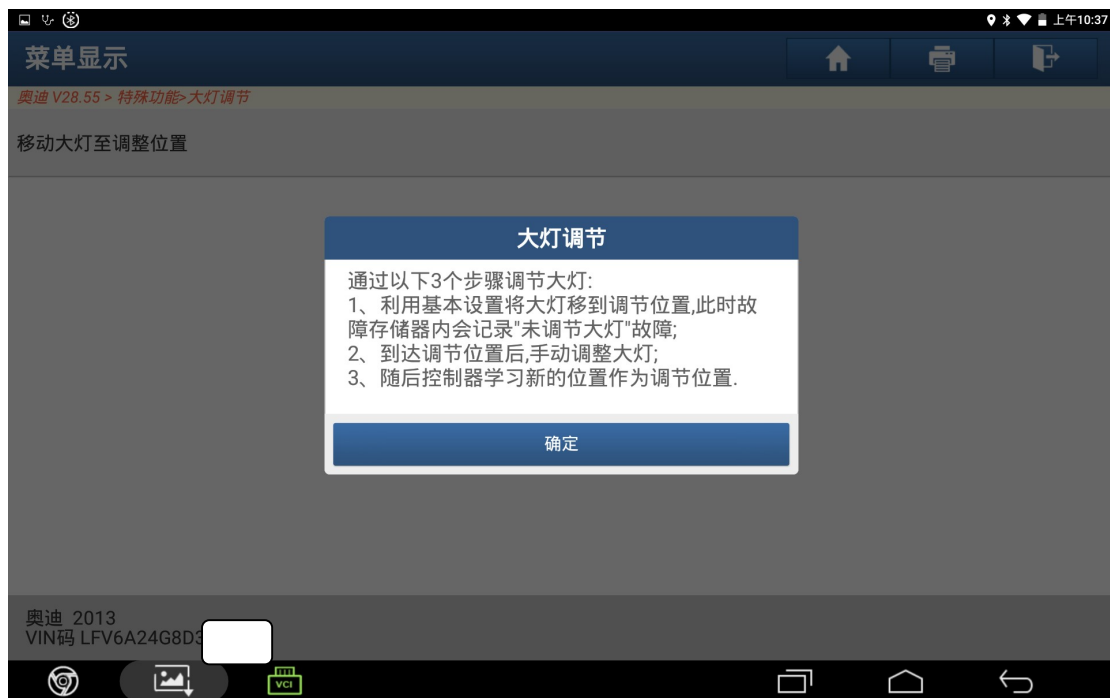 上午10:37
菜单显示
奥迪 V28.55 > 特殊功能>大灯调节
移动大灯至调整位置
大灯调节
通过以下3个步骤调节大灯:
1、利用基本设置将大灯移到调节位置,此时故
障存储器内会记录"未调节大灯"故障;
2、到达调节位置后,手动调整大灯;
3、随后控制器学习新的位置作为调节位置.
确定
奥迪 2013
VIN码 LFV6A24G8D3
VCI